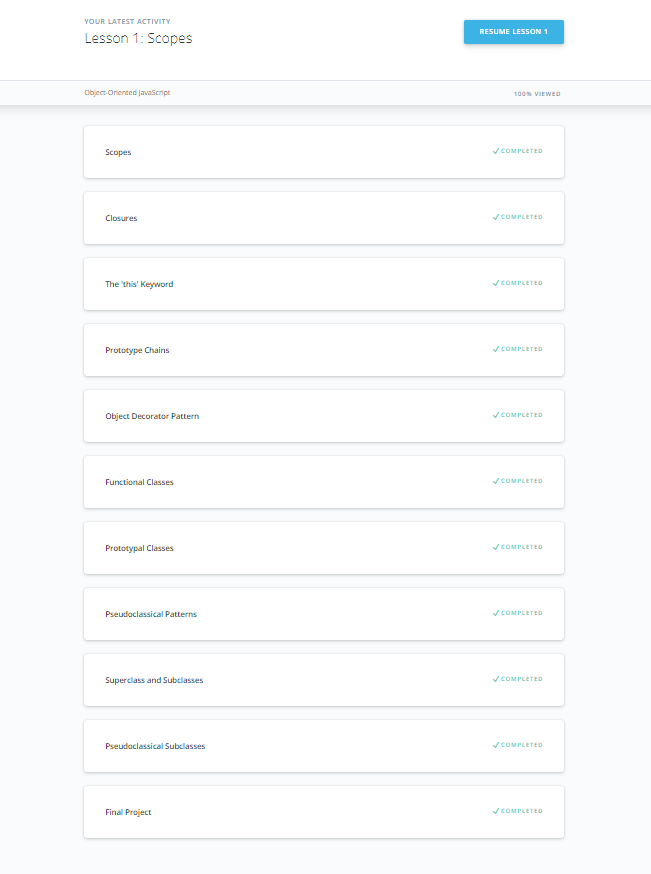 YOUR LATEST ACTIVITY
Lesson 1: Scopes
RESUME LESSON 1
Object-Oriented JavaScript
100% VIEWED
Scopes
COMPLETED
Closures
COMPLETED
The 'this' Keyword
COMPLETED
Prototype Chains
COMPLETED
Object Decorator Pattern
COMPLETED
Functional Classes
COMPLETED
Prototypal Classes
COMPLETED
Pseudoclassical Patterns
COMPLETED
Superclass and Subclasses
COMPLETED
Pseudoclassical Subclasses
COMPLETED
Final Project
COMPLETED